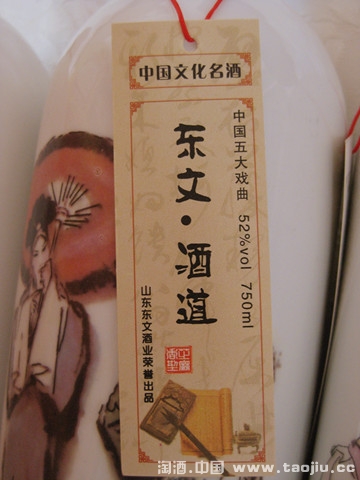 中国文化名酒
东文·酒道
中国五大戏曲 52%vol 750ml
山东东文酒业荣誉出品
淘酒.中国 www.taojiu.cc